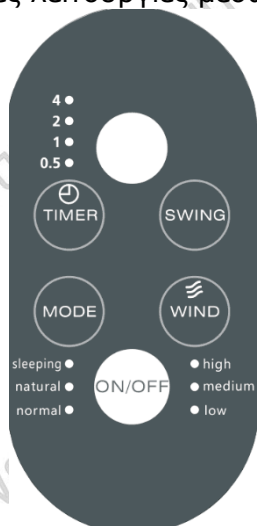 4
2
1
0.5
TIMER SWING
MODE WIND
sleeping high
natural ON/OFF medium
normal low